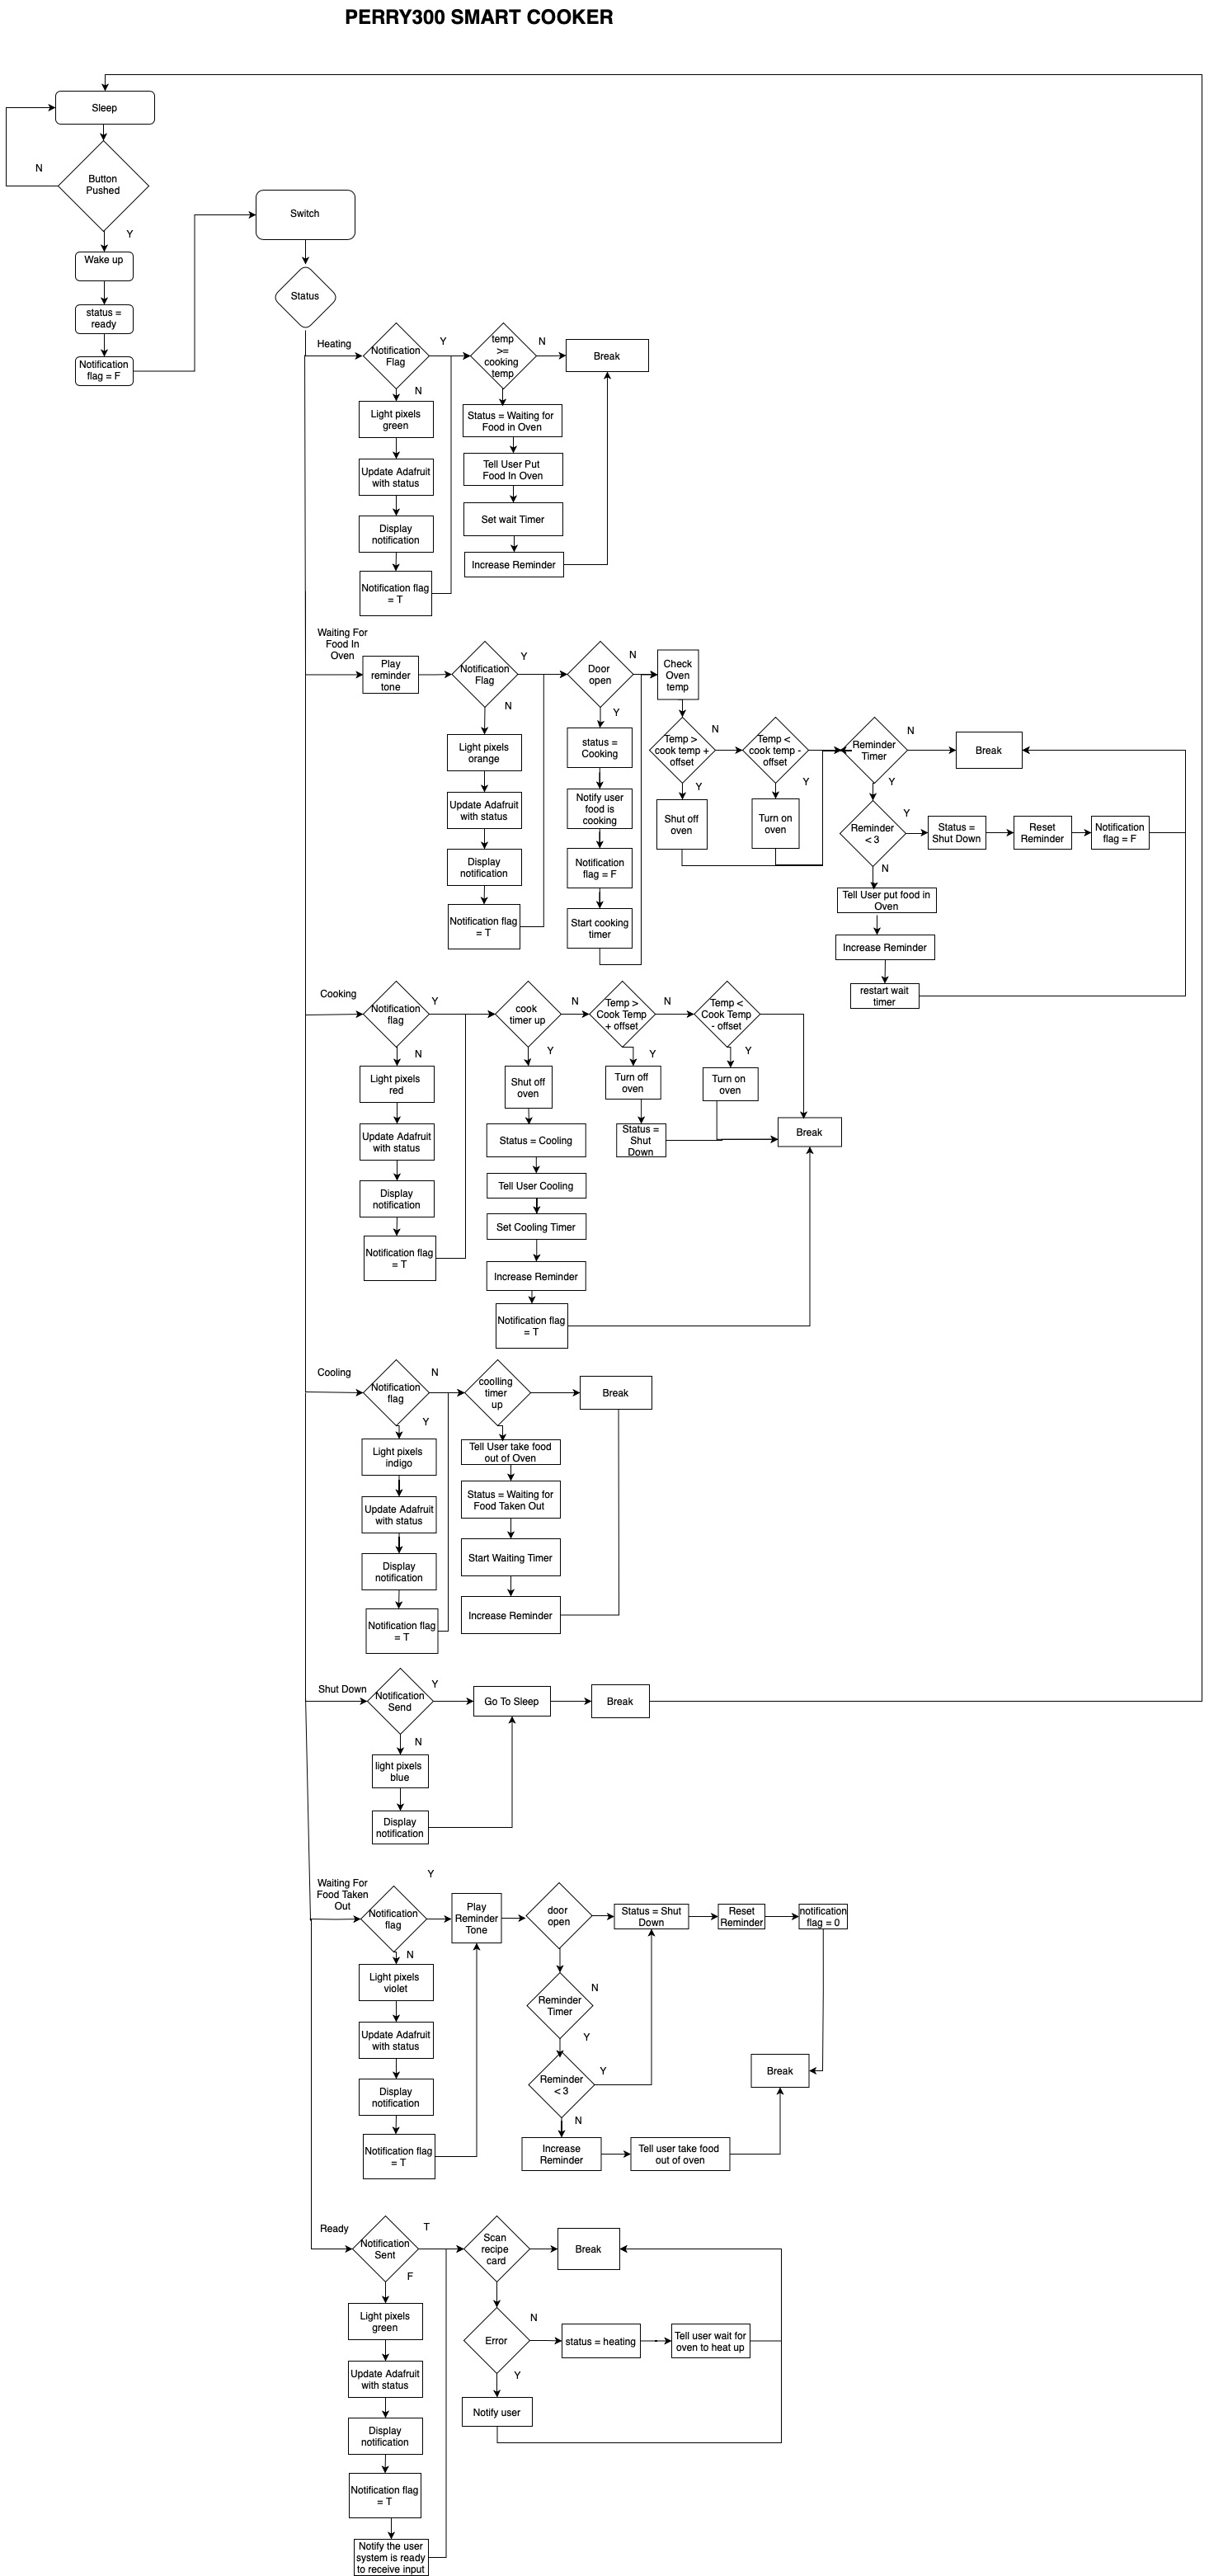 PERRY300 SMART COOKER
Sleep
N
Button
Pushed
Y
Wake up
status =
ready
Notification
flag = F
Switch
Status
Heating
Notification
Flag
Y
temp
>=
cooking
temp
N
Break
N
Light pixels
green
Update Adafruit
with status
Display
notification
Notification flag
= T
Status = Waiting for
Food in Oven
Tell User Put
Food In Oven
Set wait Timer
Increase Reminder
Waiting For
Food In
Oven
Play
reminder
tone
Notification
Flag
Y
Door
open
N
Check
Oven
temp
N
Light pixels
orange
Update Adafruit
with status
Display
notification
Notification flag
= T
Y
status =
Cooking
Notify user
food is
cooking
Notification
flag = F
Start cooking
timer
Temp >
cook temp +
offset
N
Temp <
cook temp -
offset
Reminder
Timer
N
Break
Y
Shut off
oven
Y
Turn on
oven
Y
Reminder
< 3
Y
Status =
Shut Down
Reset
Reminder
Notification
flag = F
N
Tell User put food in
Oven
Increase Reminder
restart wait
timer
Cooking
Notification
flag
Y
cook
timer up
N
Temp >
Cook Temp
+ offset
N
Temp <
Cook Temp
- offset
N
Light pixels
red
Update Adafruit
with status
Display
notification
Notification flag
= T
Y
Shut off
oven
Status = Cooling
Tell User Cooling
Set Cooling Timer
Increase Reminder
Notification flag
= T
Y
Turn off
oven
Status =
Shut
Down
Y
Turn on
oven
Break
Cooling
Notification
flag
N
coolling
timer
up
Break
Y
Light pixels
indigo
Update Adafruit
with status
Display
notification
Notification flag
= T
Tell User take food
out of Oven
Status = Waiting for
Food Taken Out
Start Waiting Timer
Increase Reminder
Shut Down
Notification
Send
Y
Go To Sleep
Break
N
light pixels
blue
Display
notification
Waiting For
Food Taken
Out
Notification
flag
Y
Play
Reminder
Tone
door
open
Status = Shut
Down
Reset
Reminder
notification
flag = 0
N
Light pixels
violet
Update Adafruit
with status
Display
notification
Notification flag
= T
Reminder
Timer
N
Y
Reminder
< 3
Y
Break
N
Increase
Reminder
Tell user take food
out of oven
Ready
Notification
Sent
T
Scan
recipe
card
Break
F
Light pixels
green
Update Adafruit
with status
Display
notification
Notification flag
= T
Notify the user
system is ready
to receive input
Error
N
status = heating
Tell user wait for
oven to heat up
Y
Notify user